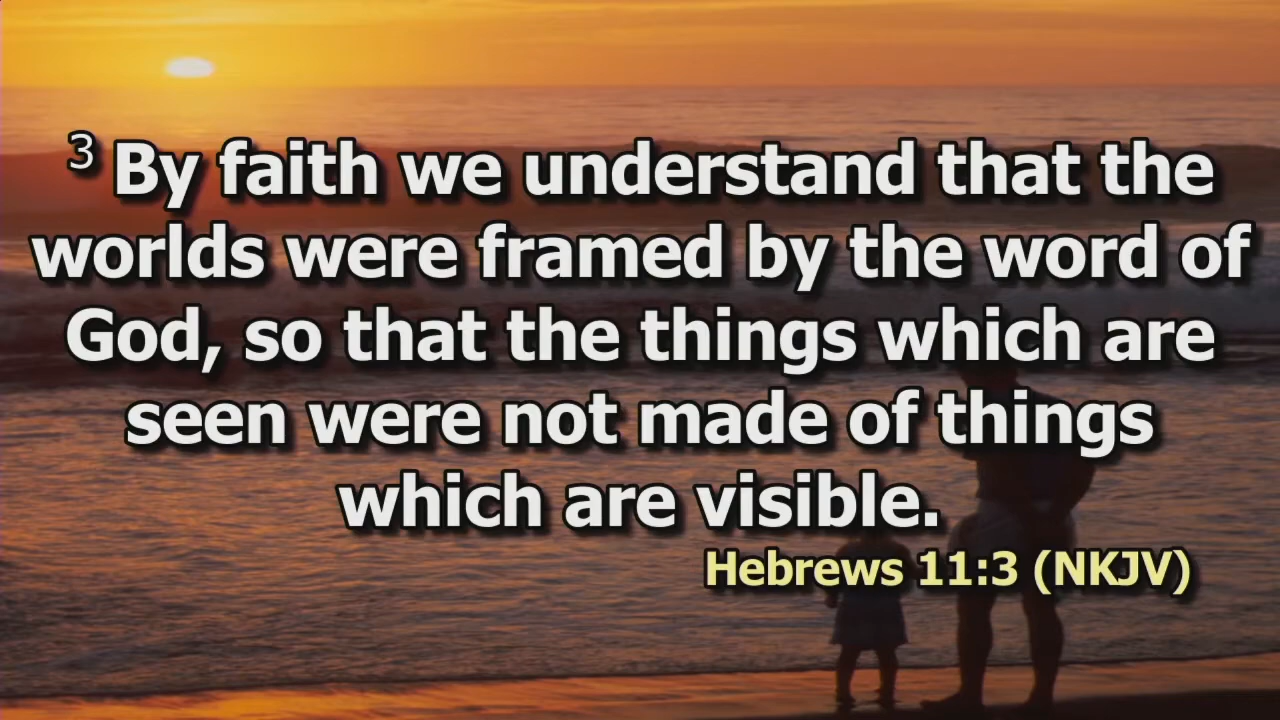 3 By faith we understand that the
worlds were framed by the word of
God, so that the things which are
seen were not made of things
which are visible.
Hebrews 11:3 (NKJV)